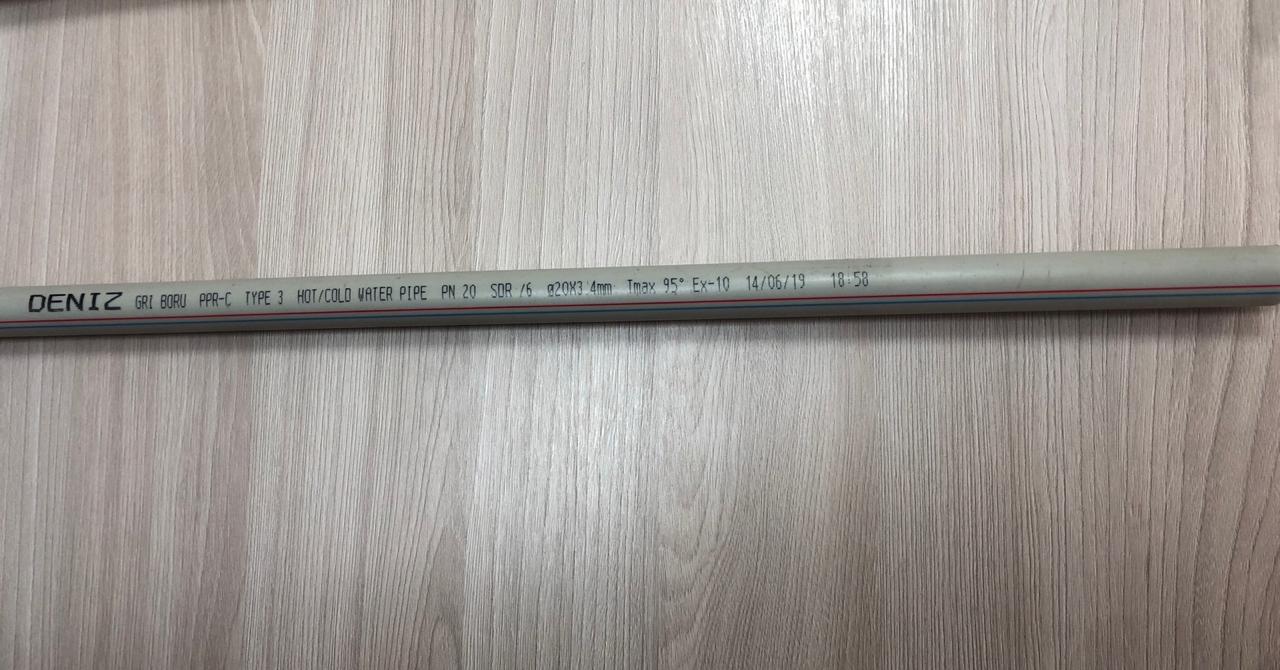 DENIZ GRI BORU PPR-C TYPE 3 HOT/COLD WATER PIPE PN 20 SDR /6 ø20X3.4mm Tmax 95° Ex-10 14/06/19 18:58